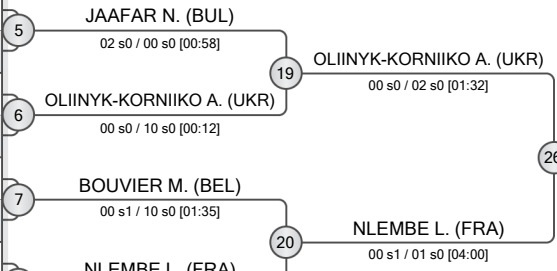 5
JAAFAR N. (BUL)
02 s0 / 00 s0 [00:58]
19
OLIINYK-KORNIIKO A. (UKR)
00 s0 / 02 s0 [01:32]
6
OLIINYK-KORNIIKO A. (UKR)
00 s0 / 10 s0 [00:12]
26
7
BOUVIER M. (BEL)
00 s1 / 10 s0 [01:35]
20
NLEMBE L. (FRA)
00 s1 / 01 s0 [04:00]
NLEMBE L. (FRA)